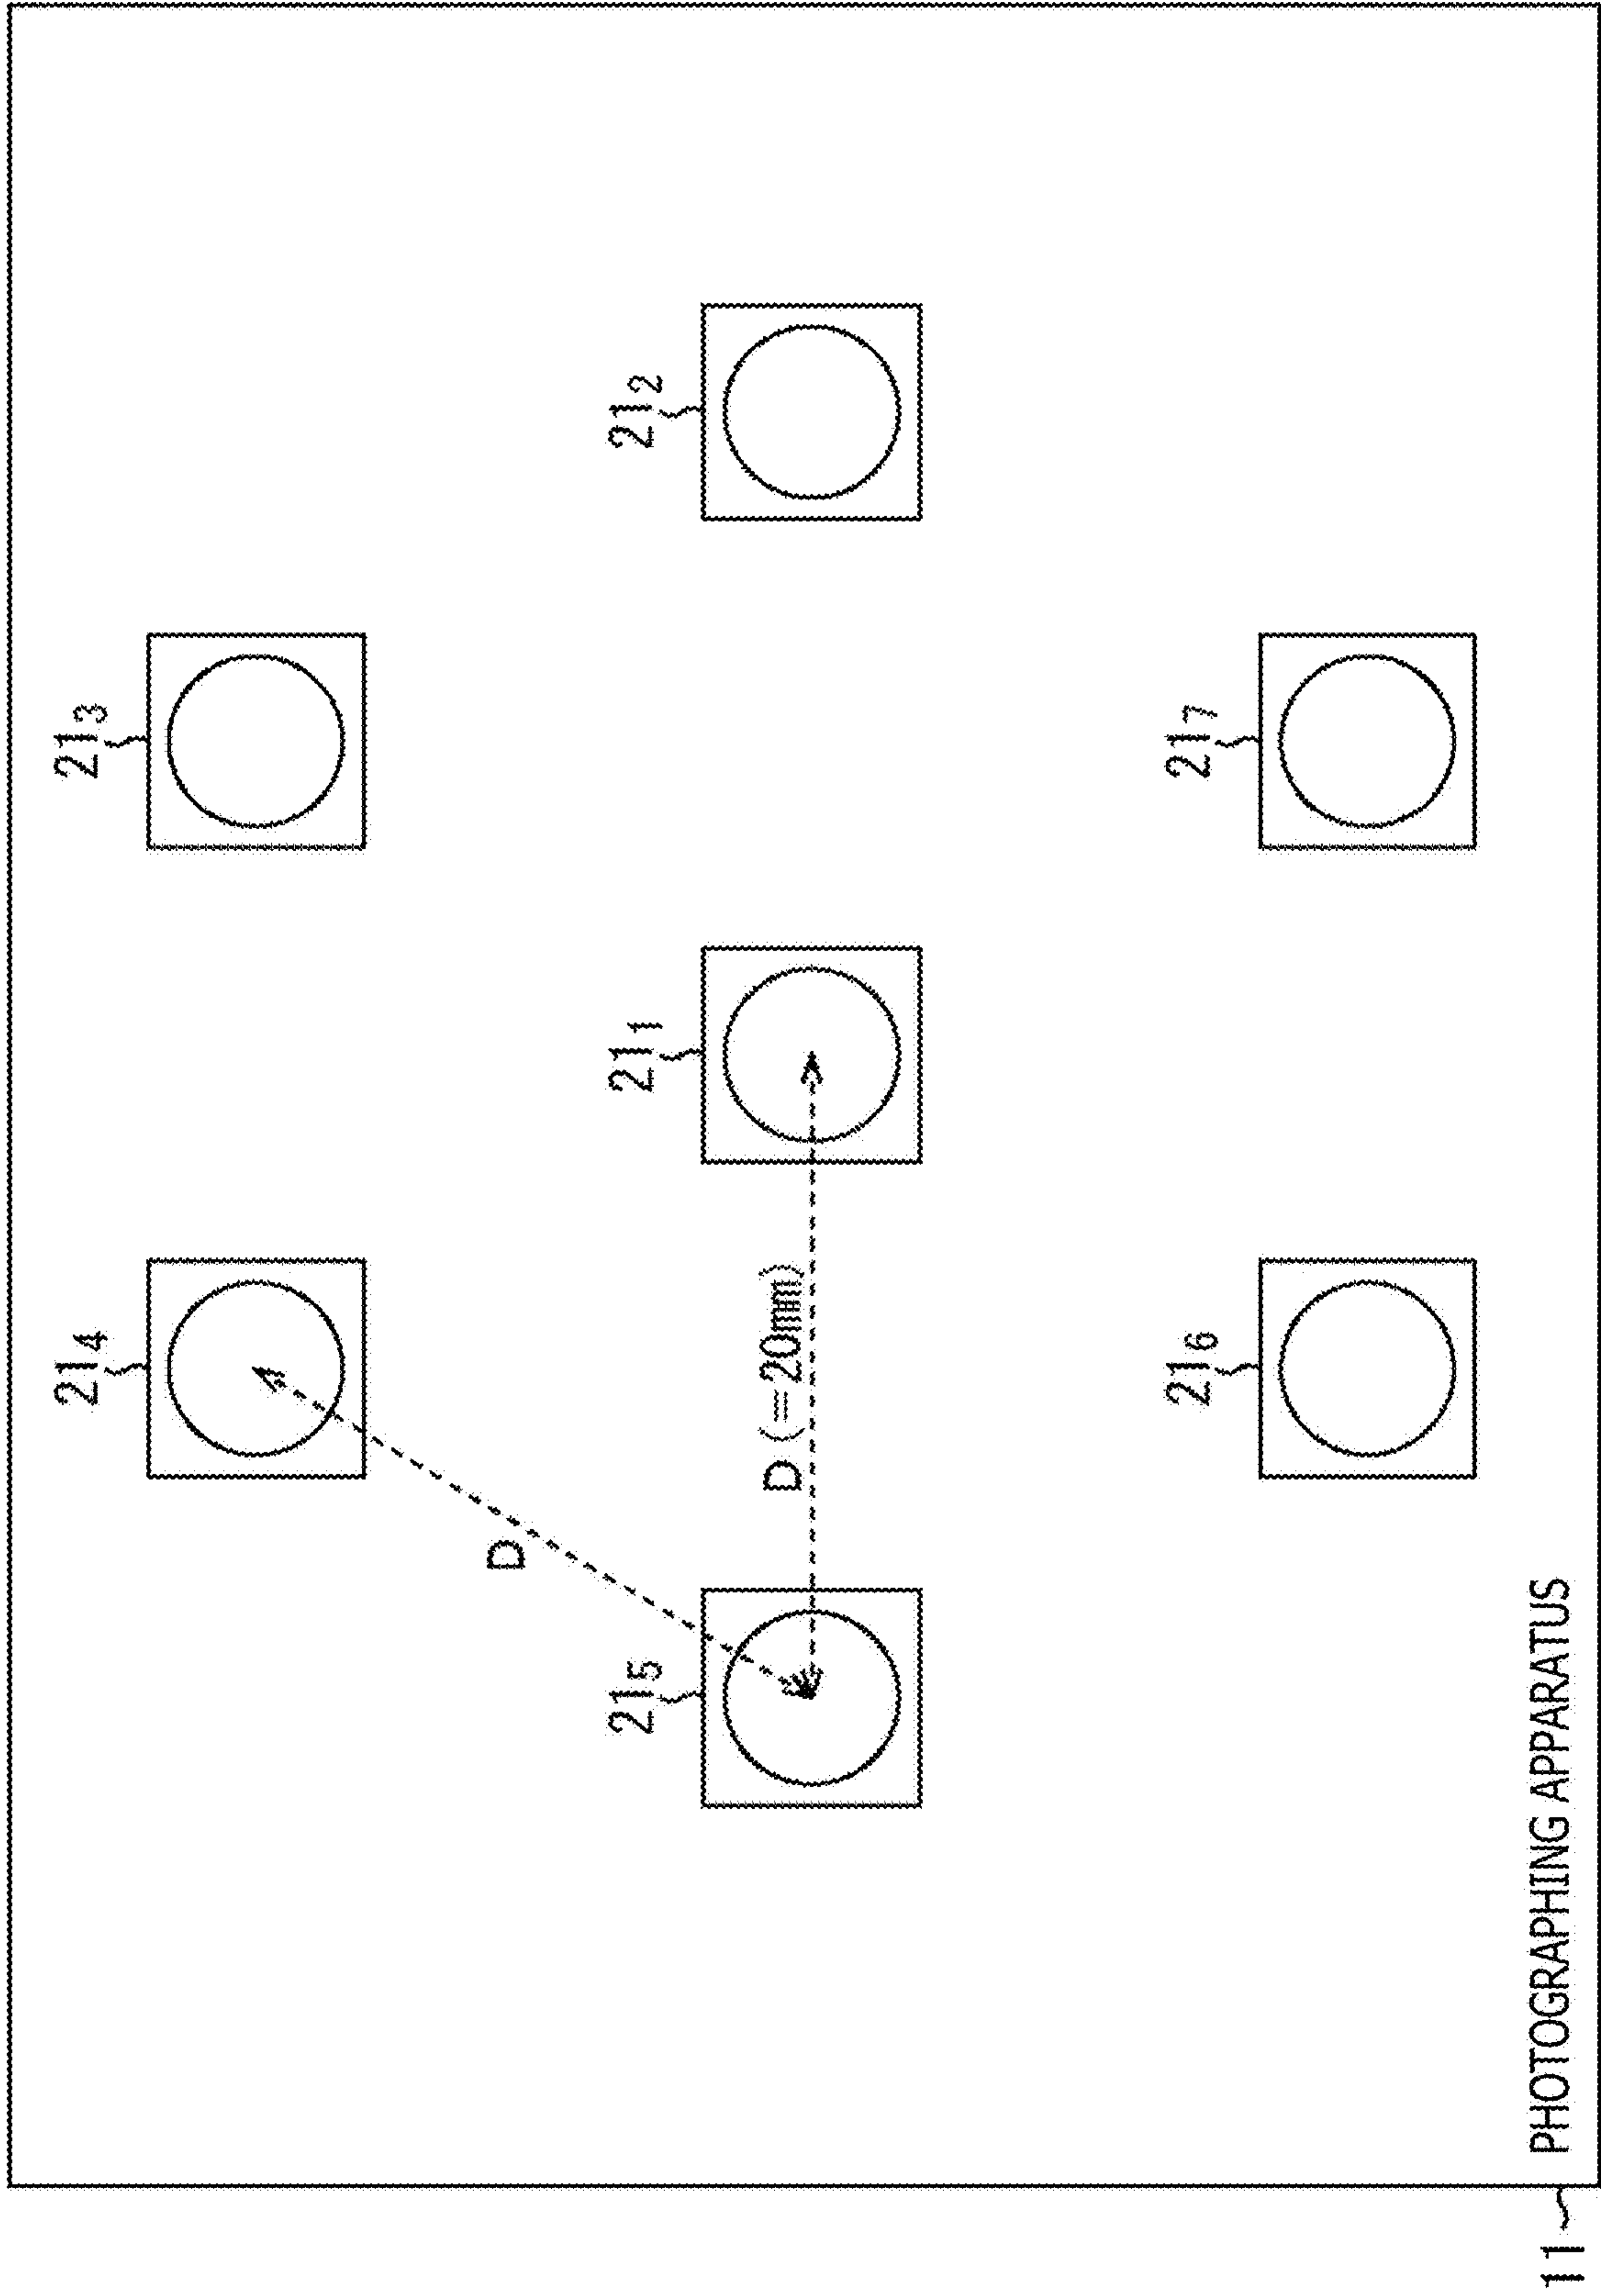 21₄
21₃
D
21₅
21₁
21₂
D (=20mm)
21₆
21₇
PHOTOGRAPHING APPARATUS
11